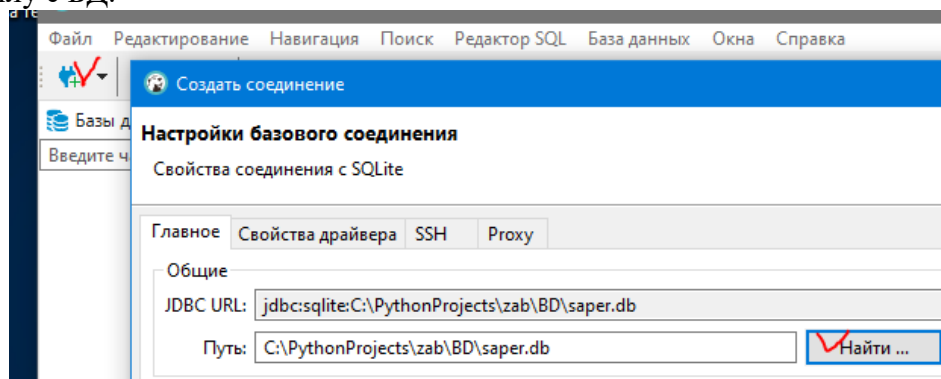 Файл Редактирование Навигация Поиск Редактор SQL База данных Окна Справка
Создать соединение
Базы д
Введите ч
Настройки базового соединения
Свойства соединения с SQLite
Главное Свойства драйвера SSH Proxy
Общие
JDBC URL: jdbc:sqlite:C:\PythonProjects\zab\BD\saper.db
Путь: C:\PythonProjects\zab\BD\saper.db Найти ...